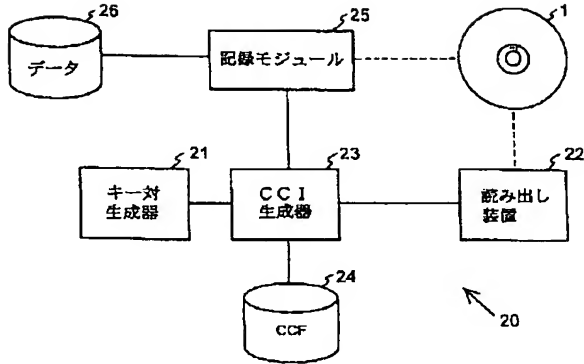 26
データ
25
記録モジュール
1
21
キー対
生成器
23
CCI
生成器
22
読み出し
装置
24
CCF
20